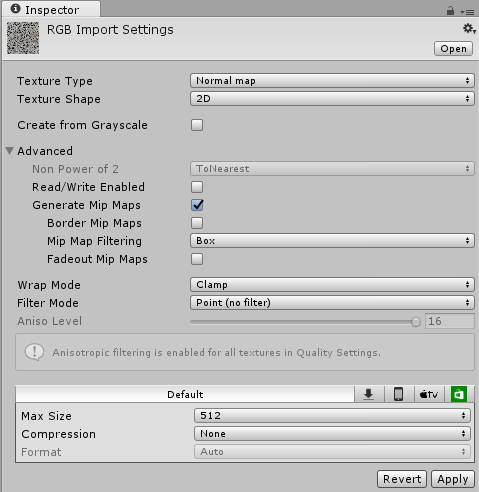 Inspector
RGB Import Settings
Open
Texture Type Normal map
Texture Shape 2D
Create from Grayscale
Advanced
Non Power of 2 ToNearest
Read/Write Enabled
Generate Mip Maps
Border Mip Maps
Mip Map Filtering Box
Fadeout Mip Maps
Wrap Mode Clamp
Filter Mode Point (no filter)
Aniso Level 16
Anisotropic filtering is enabled for all textures in Quality Settings.
Default tv
Max Size 512
Compression None
Format Auto
Revert Apply